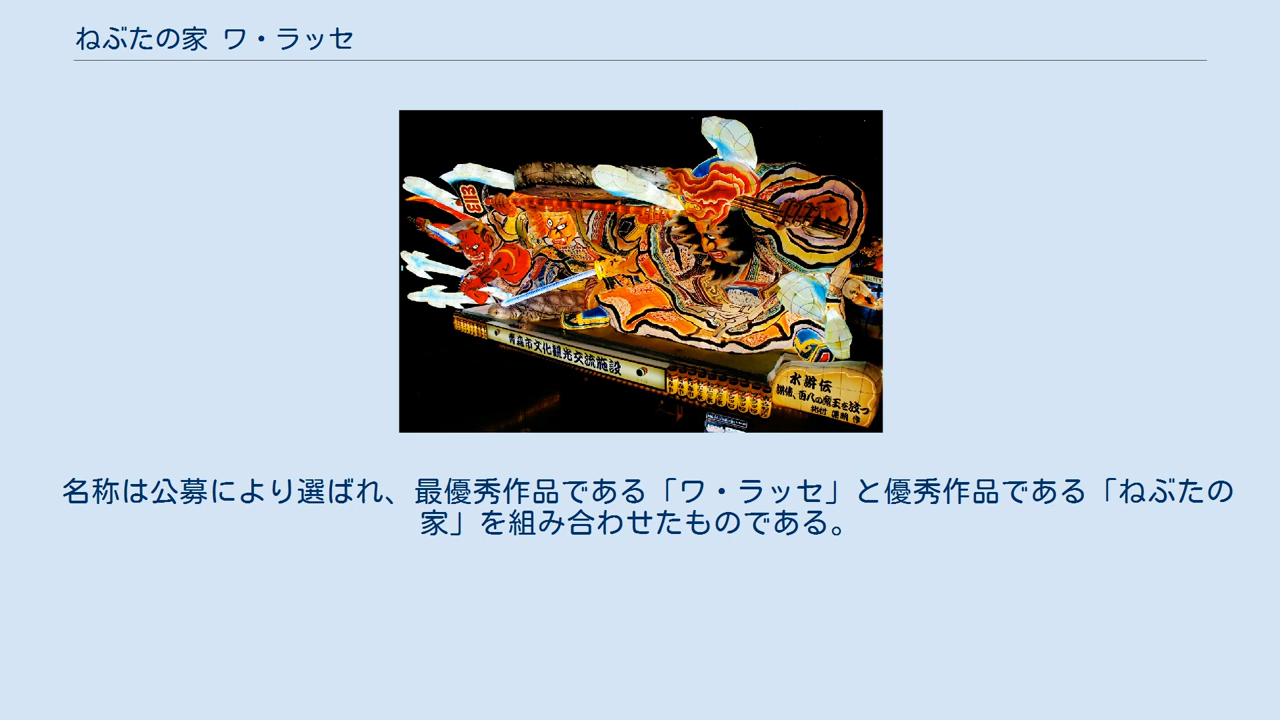 ねぶたの家 ワ・ラッセ
青森市文化観光交流施設
水滸伝
名称は公募により選ばれ、最優秀作品である「ワ・ラッセ」と優秀作品である「ねぶたの
家」を組み合わせたものである。